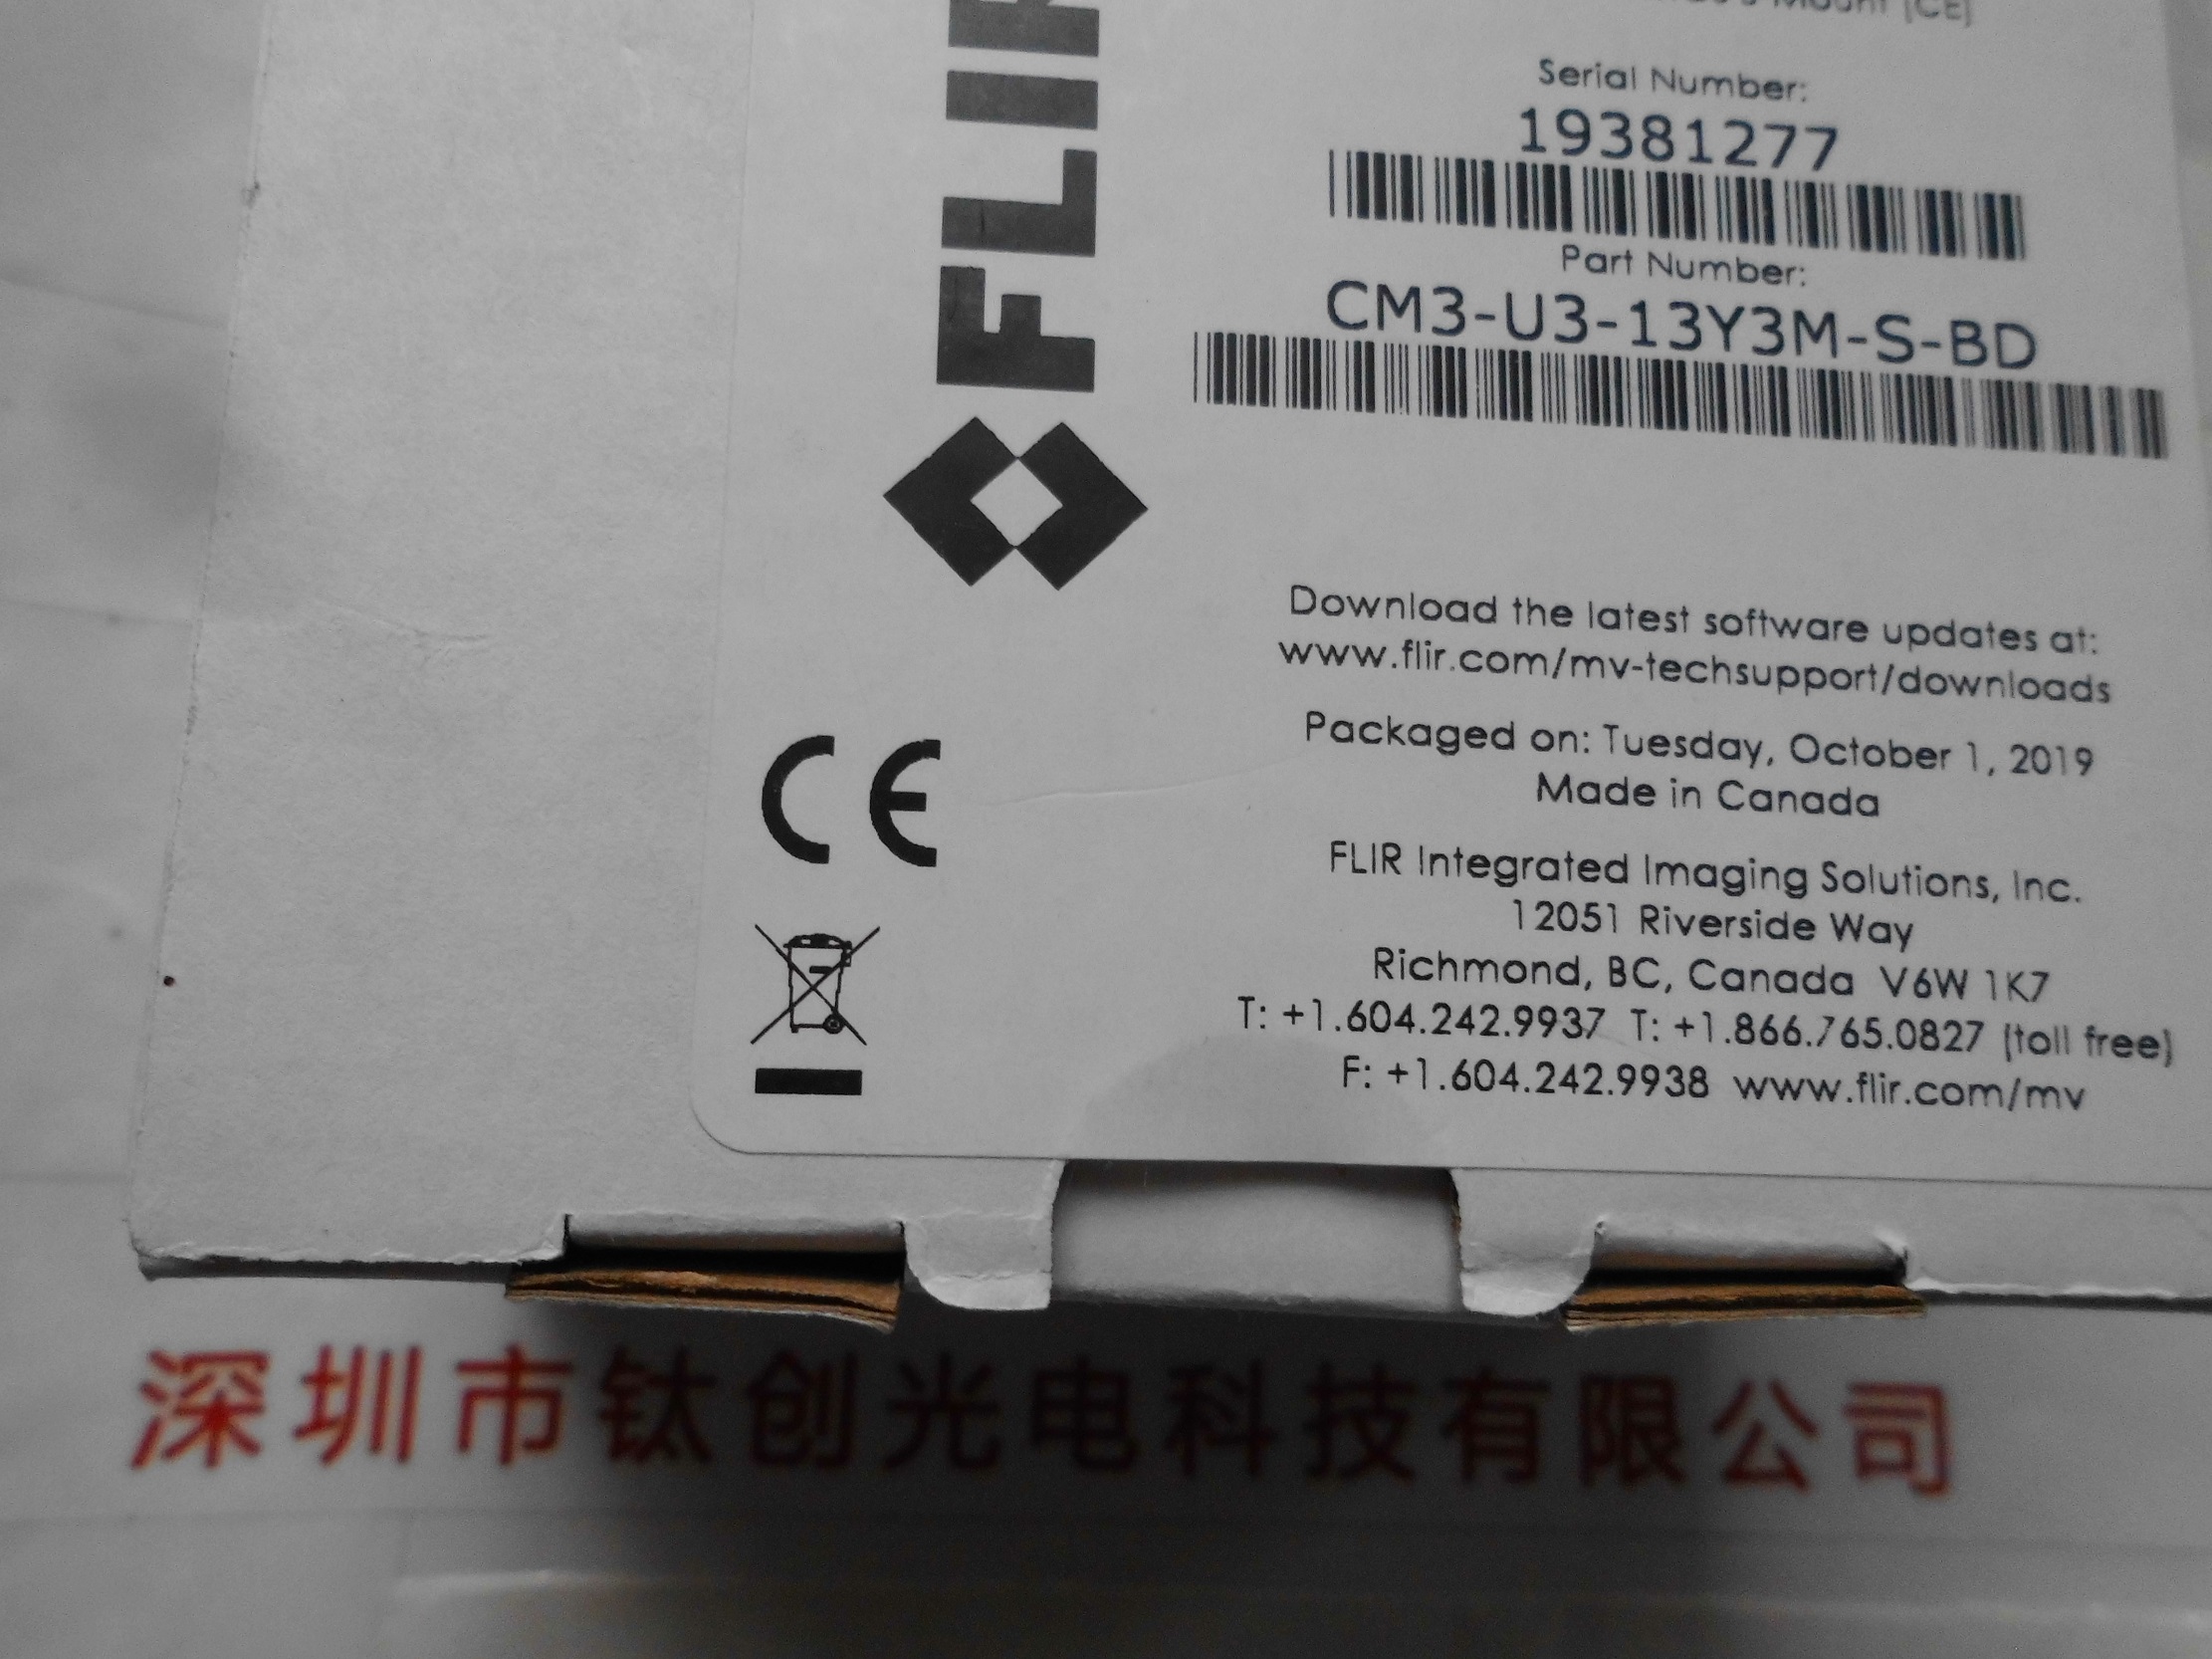 Mount (CE)
FLIR
Serial Number:
19381277
Part Number:
CM3-U3-13Y3M-S-BD
Download the latest software updates at:
www.flir.com/mv-techsupport/downloads
Packaged on: Tuesday, October 1, 2019
Made in Canada
CE
FLIR Integrated Imaging Solutions, Inc.
12051 Riverside Way
Richmond, BC, Canada V6W 1K7
T: +1.604.242.9937 T: +1.866.765.0827 (toll free)
F: +1.604.242.9938 www.flir.com/mv
深圳市钛创光电科技有限公司